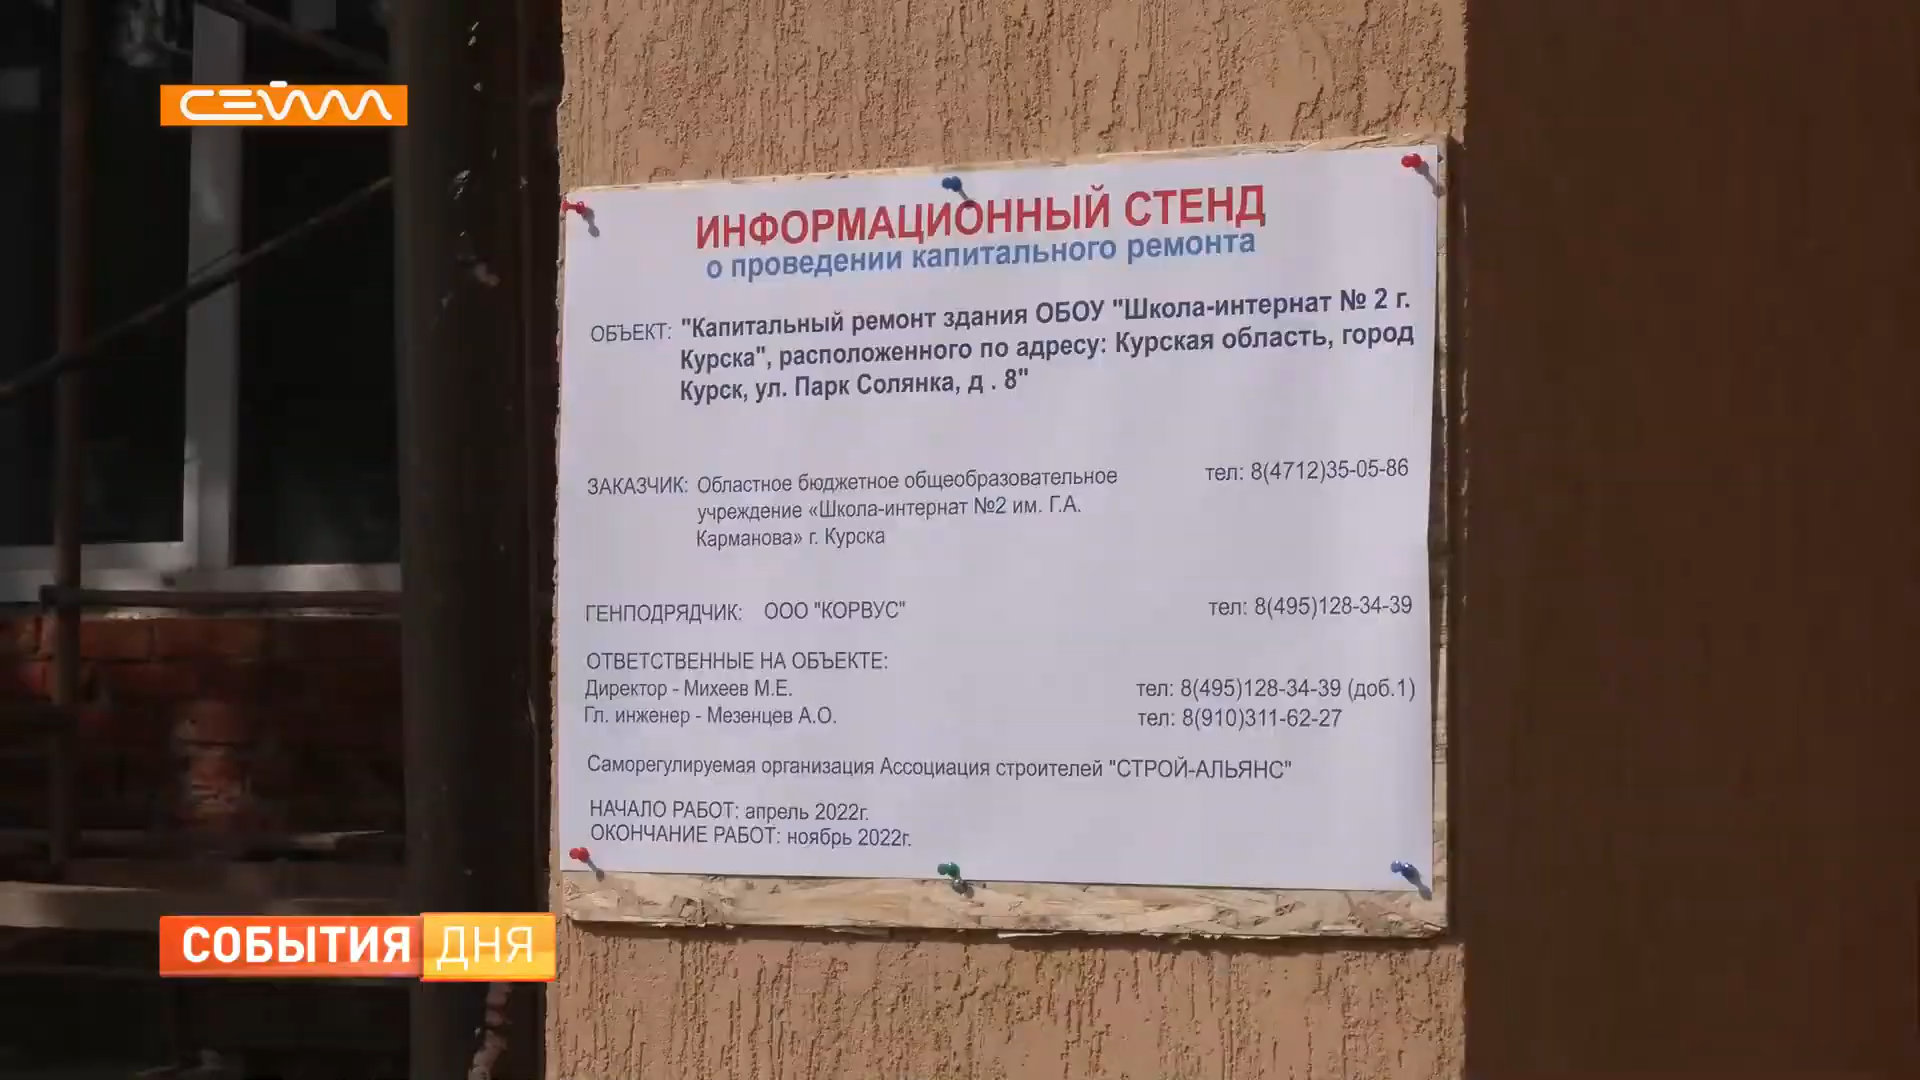 СЕЙМ
ИНФОРМАЦИОННЫЙ СТЕНД
о проведении капитального ремонта
ОБЪЕКТ: "Капитальный ремонт здания ОБОУ "Школа-интернат № 2 г.
Курска", расположенного по адресу: Курская область, город
Курск, ул. Парк Солянка, д . 8"
ЗАКАЗЧИК: Областное бюджетное общеобразовательное тел: 8(4712)35-05-86
учреждение «Школа-интернат №2 им. Г.А.
Карманова» г. Курска
ГЕНПОДРЯДЧИК: ООО "КОРВУС" тел: 8(495)128-34-39
ОТВЕТСТВЕННЫЕ НА ОБЪЕКТЕ:
Директор - Михеев М.Е. тел: 8(495)128-34-39 (доб.1)
Гл. инженер - Мезенцев А.О. тел: 8(910)311-62-27
Саморегулируемая организация Ассоциация строителей "СТРОЙ-АЛЬЯНС"
НАЧАЛО РАБОТ: апрель 2022г.
ОКОНЧАНИЕ РАБОТ: ноябрь 2022г.
СОБЫТИЯ ДНЯ